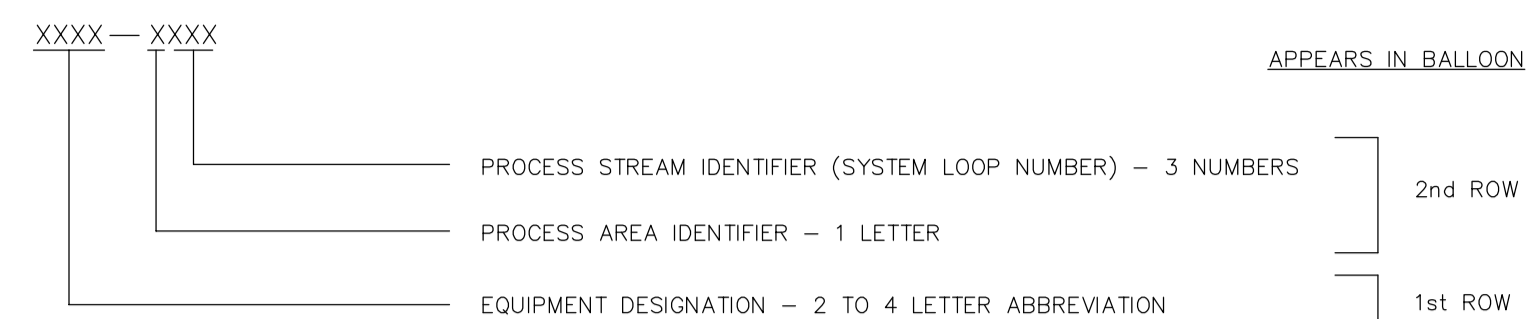 XXXX — XXXX
APPEARS IN BALLOON
PROCESS STREAM IDENTIFIER (SYSTEM LOOP NUMBER) – 3 NUMBERS
2nd ROW
PROCESS AREA IDENTIFIER – 1 LETTER
EQUIPMENT DESIGNATION – 2 TO 4 LETTER ABBREVIATION
1st ROW